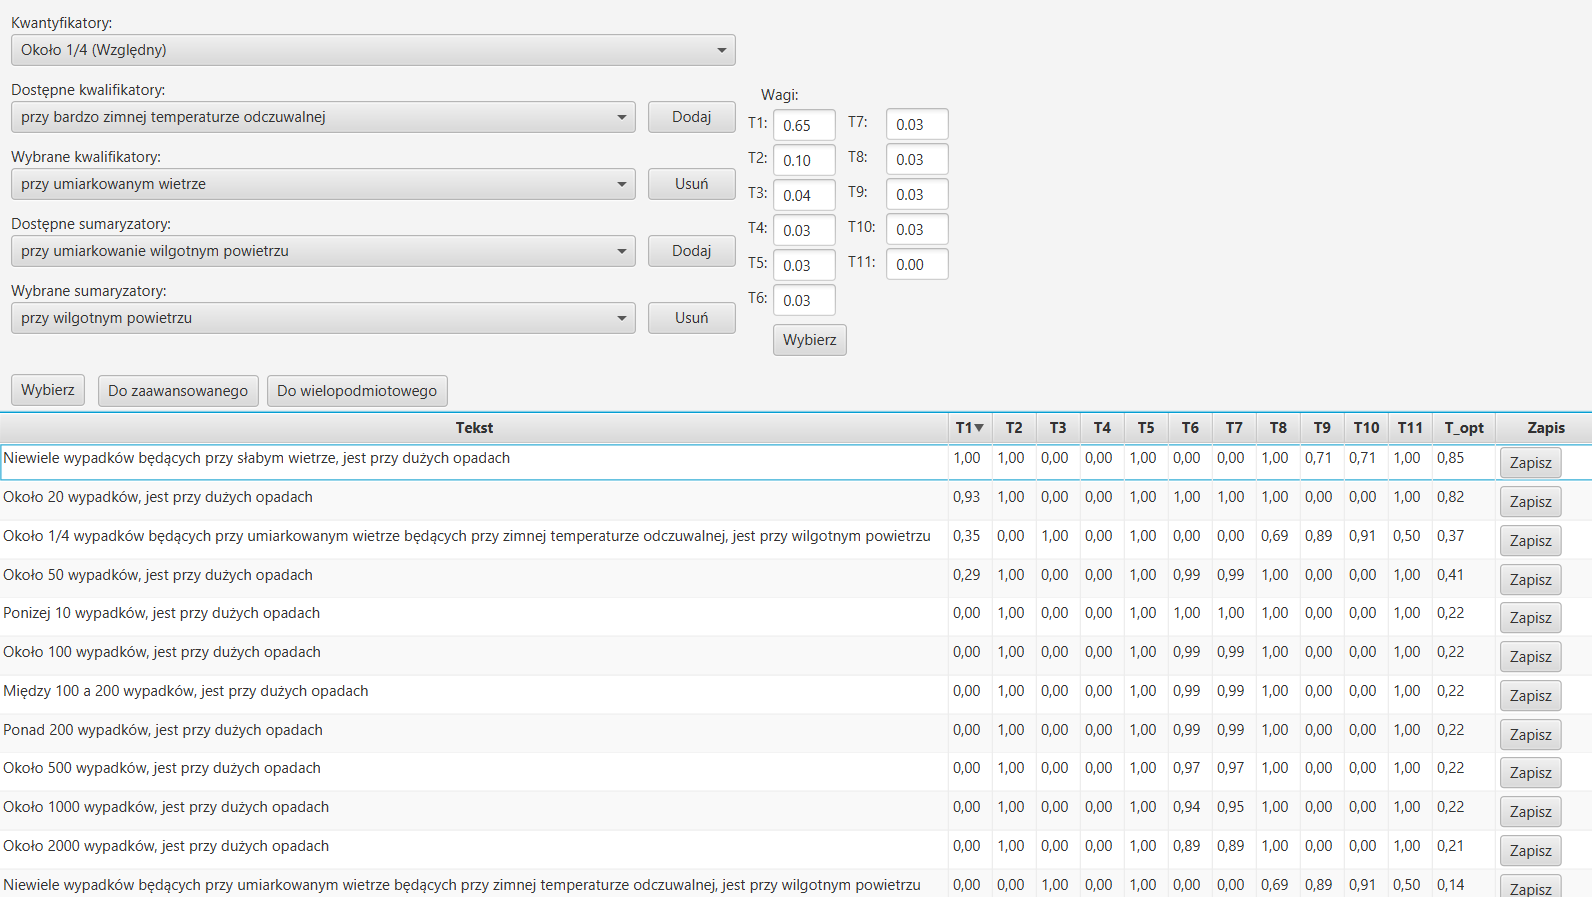 Kwantyfikatory:
Około 1/4 (Względny)
Dostępne kwalifikatory:
przy bardzo zimnej temperaturze odczuwalnej
Dodaj
Wybrane kwalifikatory:
przy umiarkowanym wietrze
Usuń
Dostępne sumaryzatory:
przy umiarkowanie wilgotnym powietrzu
Dodaj
Wybrane sumaryzatory:
przy wilgotnym powietrzu
Usuń
Wagi:
T1: 0.65 T7: 0.03
T2: 0.10 T8: 0.03
T3: 0.04 T9: 0.03
T4: 0.03 T10: 0.03
T5: 0.03 T11: 0.00
T6: 0.03
Wybierz
Wybierz Do zaawansowanego Do wielopodmiotowego
Tekst T1 T2 T3 T4 T5 T6 T7 T8 T9 T10 T11 T_opt Zapis
Niewiele wypadków będących przy słabym wietrze, jest przy dużych opadach 1,00 1,00 0,00 0,00 1,00 0,00 0,00 1,00 0,71 0,71 1,00 0,85 Zapisz
Około 20 wypadków, jest przy dużych opadach 0,93 1,00 0,00 0,00 1,00 1,00 1,00 1,00 0,00 0,00 1,00 0,82 Zapisz
Około 1/4 wypadków będących przy umiarkowanym wietrze będących przy zimnej temperaturze odczuwalnej, jest przy wilgotnym powietrzu 0,35 0,00 1,00 0,00 1,00 0,00 0,00 0,69 0,89 0,91 0,50 0,37 Zapisz
Około 50 wypadków, jest przy dużych opadach 0,29 1,00 0,00 0,00 1,00 0,99 0,99 1,00 0,00 0,00 1,00 0,41 Zapisz
Ponizej 10 wypadków, jest przy dużych opadach 0,00 1,00 0,00 0,00 1,00 1,00 1,00 1,00 0,00 0,00 1,00 0,22 Zapisz
Około 100 wypadków, jest przy dużych opadach 0,00 1,00 0,00 0,00 1,00 0,99 0,99 1,00 0,00 0,00 1,00 0,22 Zapisz
Między 100 a 200 wypadków, jest przy dużych opadach 0,00 1,00 0,00 0,00 1,00 0,99 0,99 1,00 0,00 0,00 1,00 0,22 Zapisz
Ponad 200 wypadków, jest przy dużych opadach 0,00 1,00 0,00 0,00 1,00 0,99 0,99 1,00 0,00 0,00 1,00 0,22 Zapisz
Około 500 wypadków, jest przy dużych opadach 0,00 1,00 0,00 0,00 1,00 0,97 0,97 1,00 0,00 0,00 1,00 0,22 Zapisz
Około 1000 wypadków, jest przy dużych opadach 0,00 1,00 0,00 0,00 1,00 0,94 0,95 1,00 0,00 0,00 1,00 0,22 Zapisz
Około 2000 wypadków, jest przy dużych opadach 0,00 1,00 0,00 0,00 1,00 0,89 0,89 1,00 0,00 0,00 1,00 0,21 Zapisz
Niewiele wypadków będących przy umiarkowanym wietrze będących przy zimnej temperaturze odczuwalnej, jest przy wilgotnym powietrzu 0,00 0,00 1,00 0,00 1,00 0,00 0,00 0,69 0,89 0,91 0,50 0,14 Zapisz